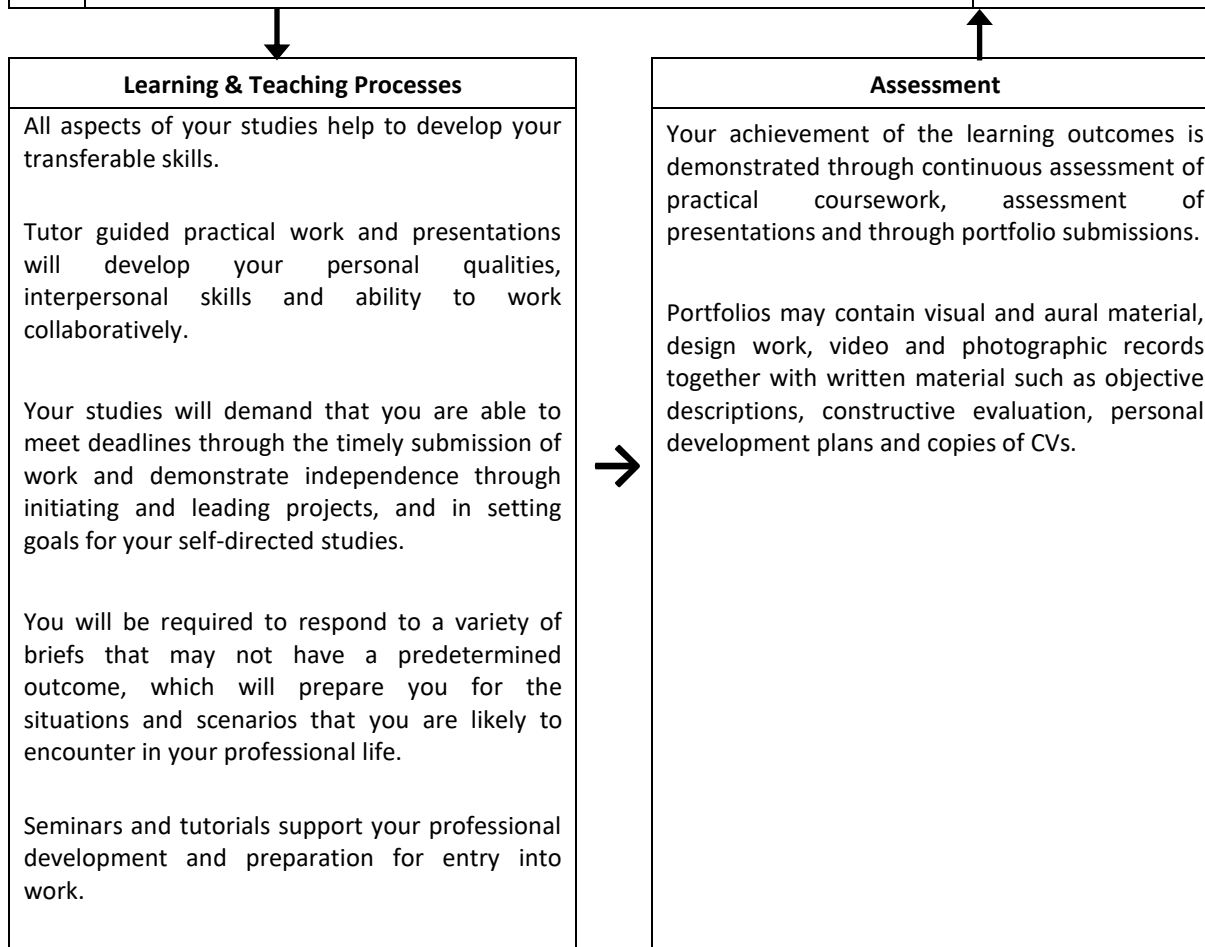 Learning & Teaching Processes
All aspects of your studies help to develop your
transferable skills.
Tutor guided practical work and presentations
will develop your personal qualities,
interpersonal skills and ability to work
collaboratively.
Your studies will demand that you are able to
meet deadlines through the timely submission of
work and demonstrate independence through
initiating and leading projects, and in setting
goals for your self-directed studies.
You will be required to respond to a variety of
briefs that may not have a predetermined
outcome, which will prepare you for the
situations and scenarios that you are likely to
encounter in your professional life.
Seminars and tutorials support your professional
development and preparation for entry into
work.
Assessment
Your achievement of the learning outcomes is
demonstrated through continuous assessment of
practical coursework, assessment of
presentations and through portfolio submissions.
Portfolios may contain visual and aural material,
design work, video and photographic records
together with written material such as objective
descriptions, constructive evaluation, personal
development plans and copies of CVs.